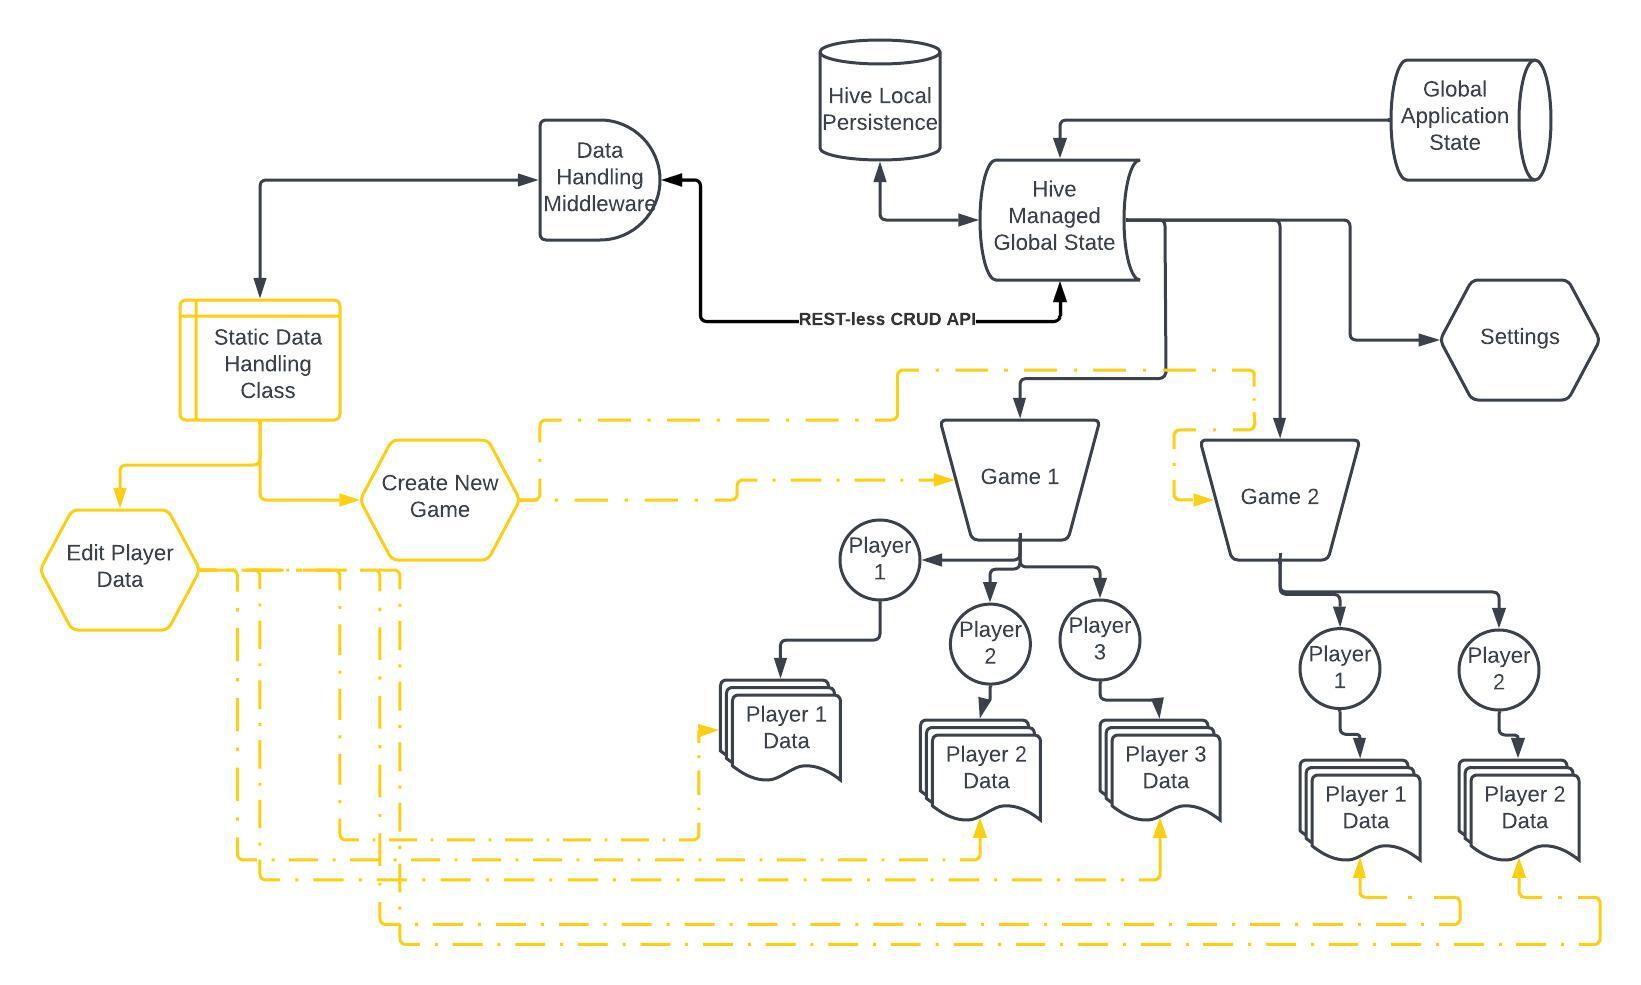 Hive Local
Persistence
Global
Application
State
Data
Handling
Middleware
Hive
Managed
Global State
REST-less CRUD API
Static Data
Handling
Class
Settings
Create New
Game
Game 1
Game 2
Edit Player
Data
Player
1
Player
2
Player
3
Player
1
Player
2
Player 1
Data
Player 2
Data
Player 3
Data
Player 1
Data
Player 2
Data